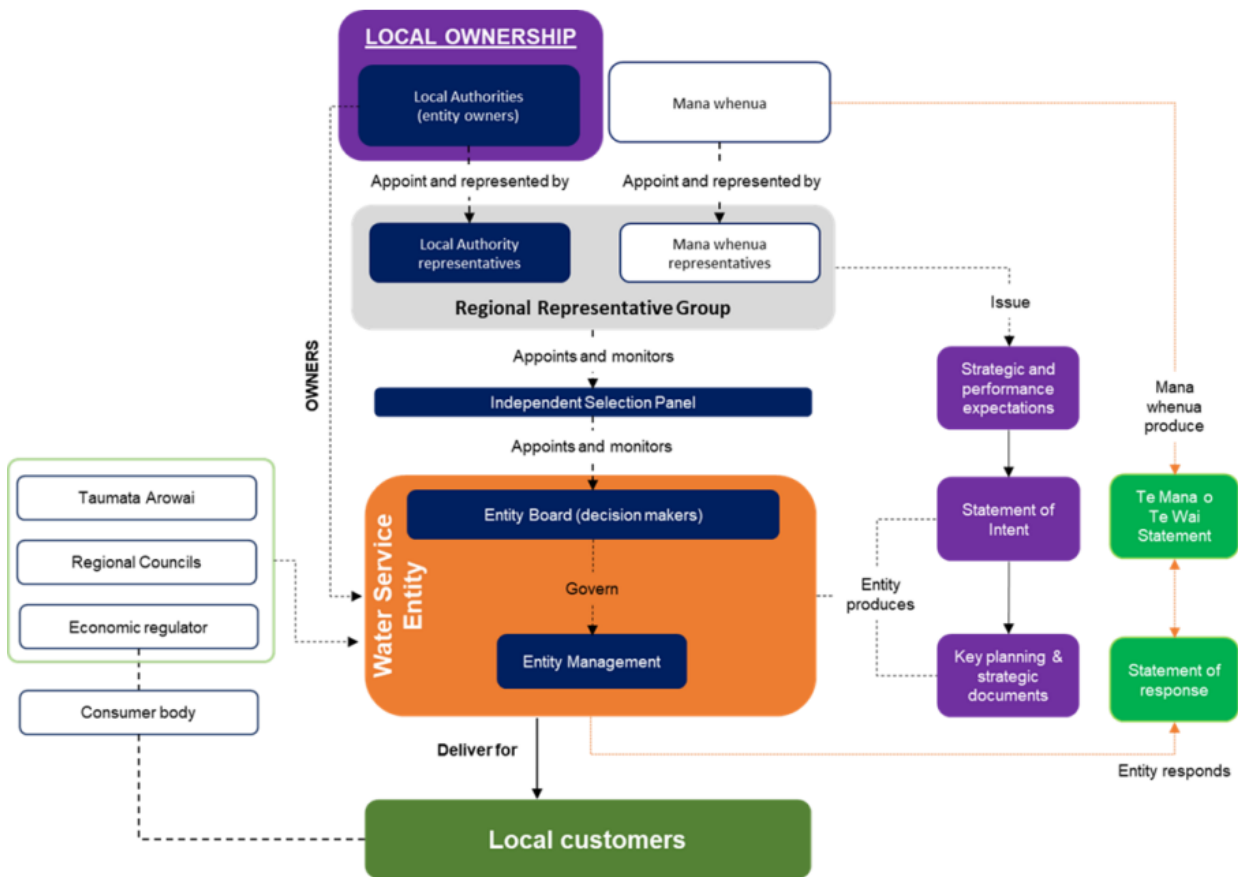 LOCAL OWNERSHIP
Local Authorities
(entity owners)
Mana whenua
Appoint and represented by
Appoint and represented by
Local Authority
representatives
Mana whenua
representatives
Regional Representative Group
Issue
Appoints and monitors
OWNERS
Strategic and
performance
expectations
Mana
whenua
produce
Independent Selection Panel
Appoints and monitors
Taumata Arowai
Regional Councils
Economic regulator
Consumer body
Water Service
Entity
Entity Board (decision makers)
Govern
Entity Management
Entity
produces
Statement of
Intent
Key planning &
strategic
documents
Te Mana o
Te Wai
Statement
Statement of
response
Entity responds
Deliver for
Local customers